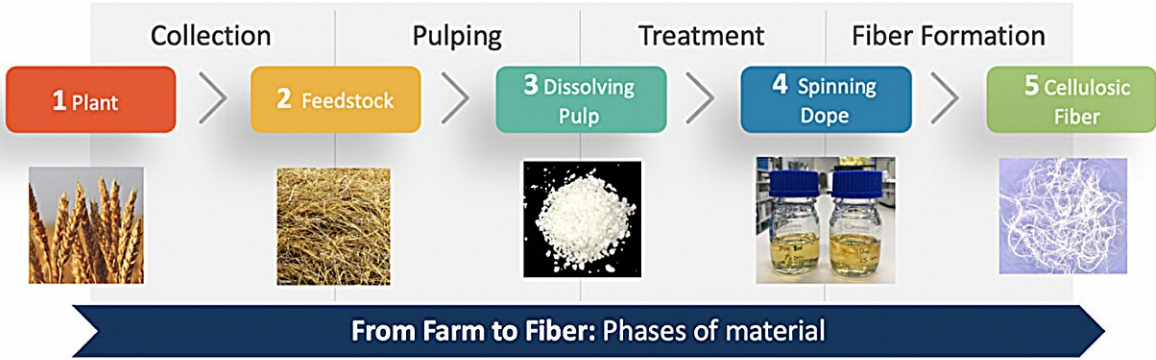 Collection Pulping Treatment Fiber Formation
1 Plant
2 Feedstock
3 Dissolving
Pulp
4 Spinning
Dope
5 Cellulosic
Fiber
From Farm to Fiber: Phases of material